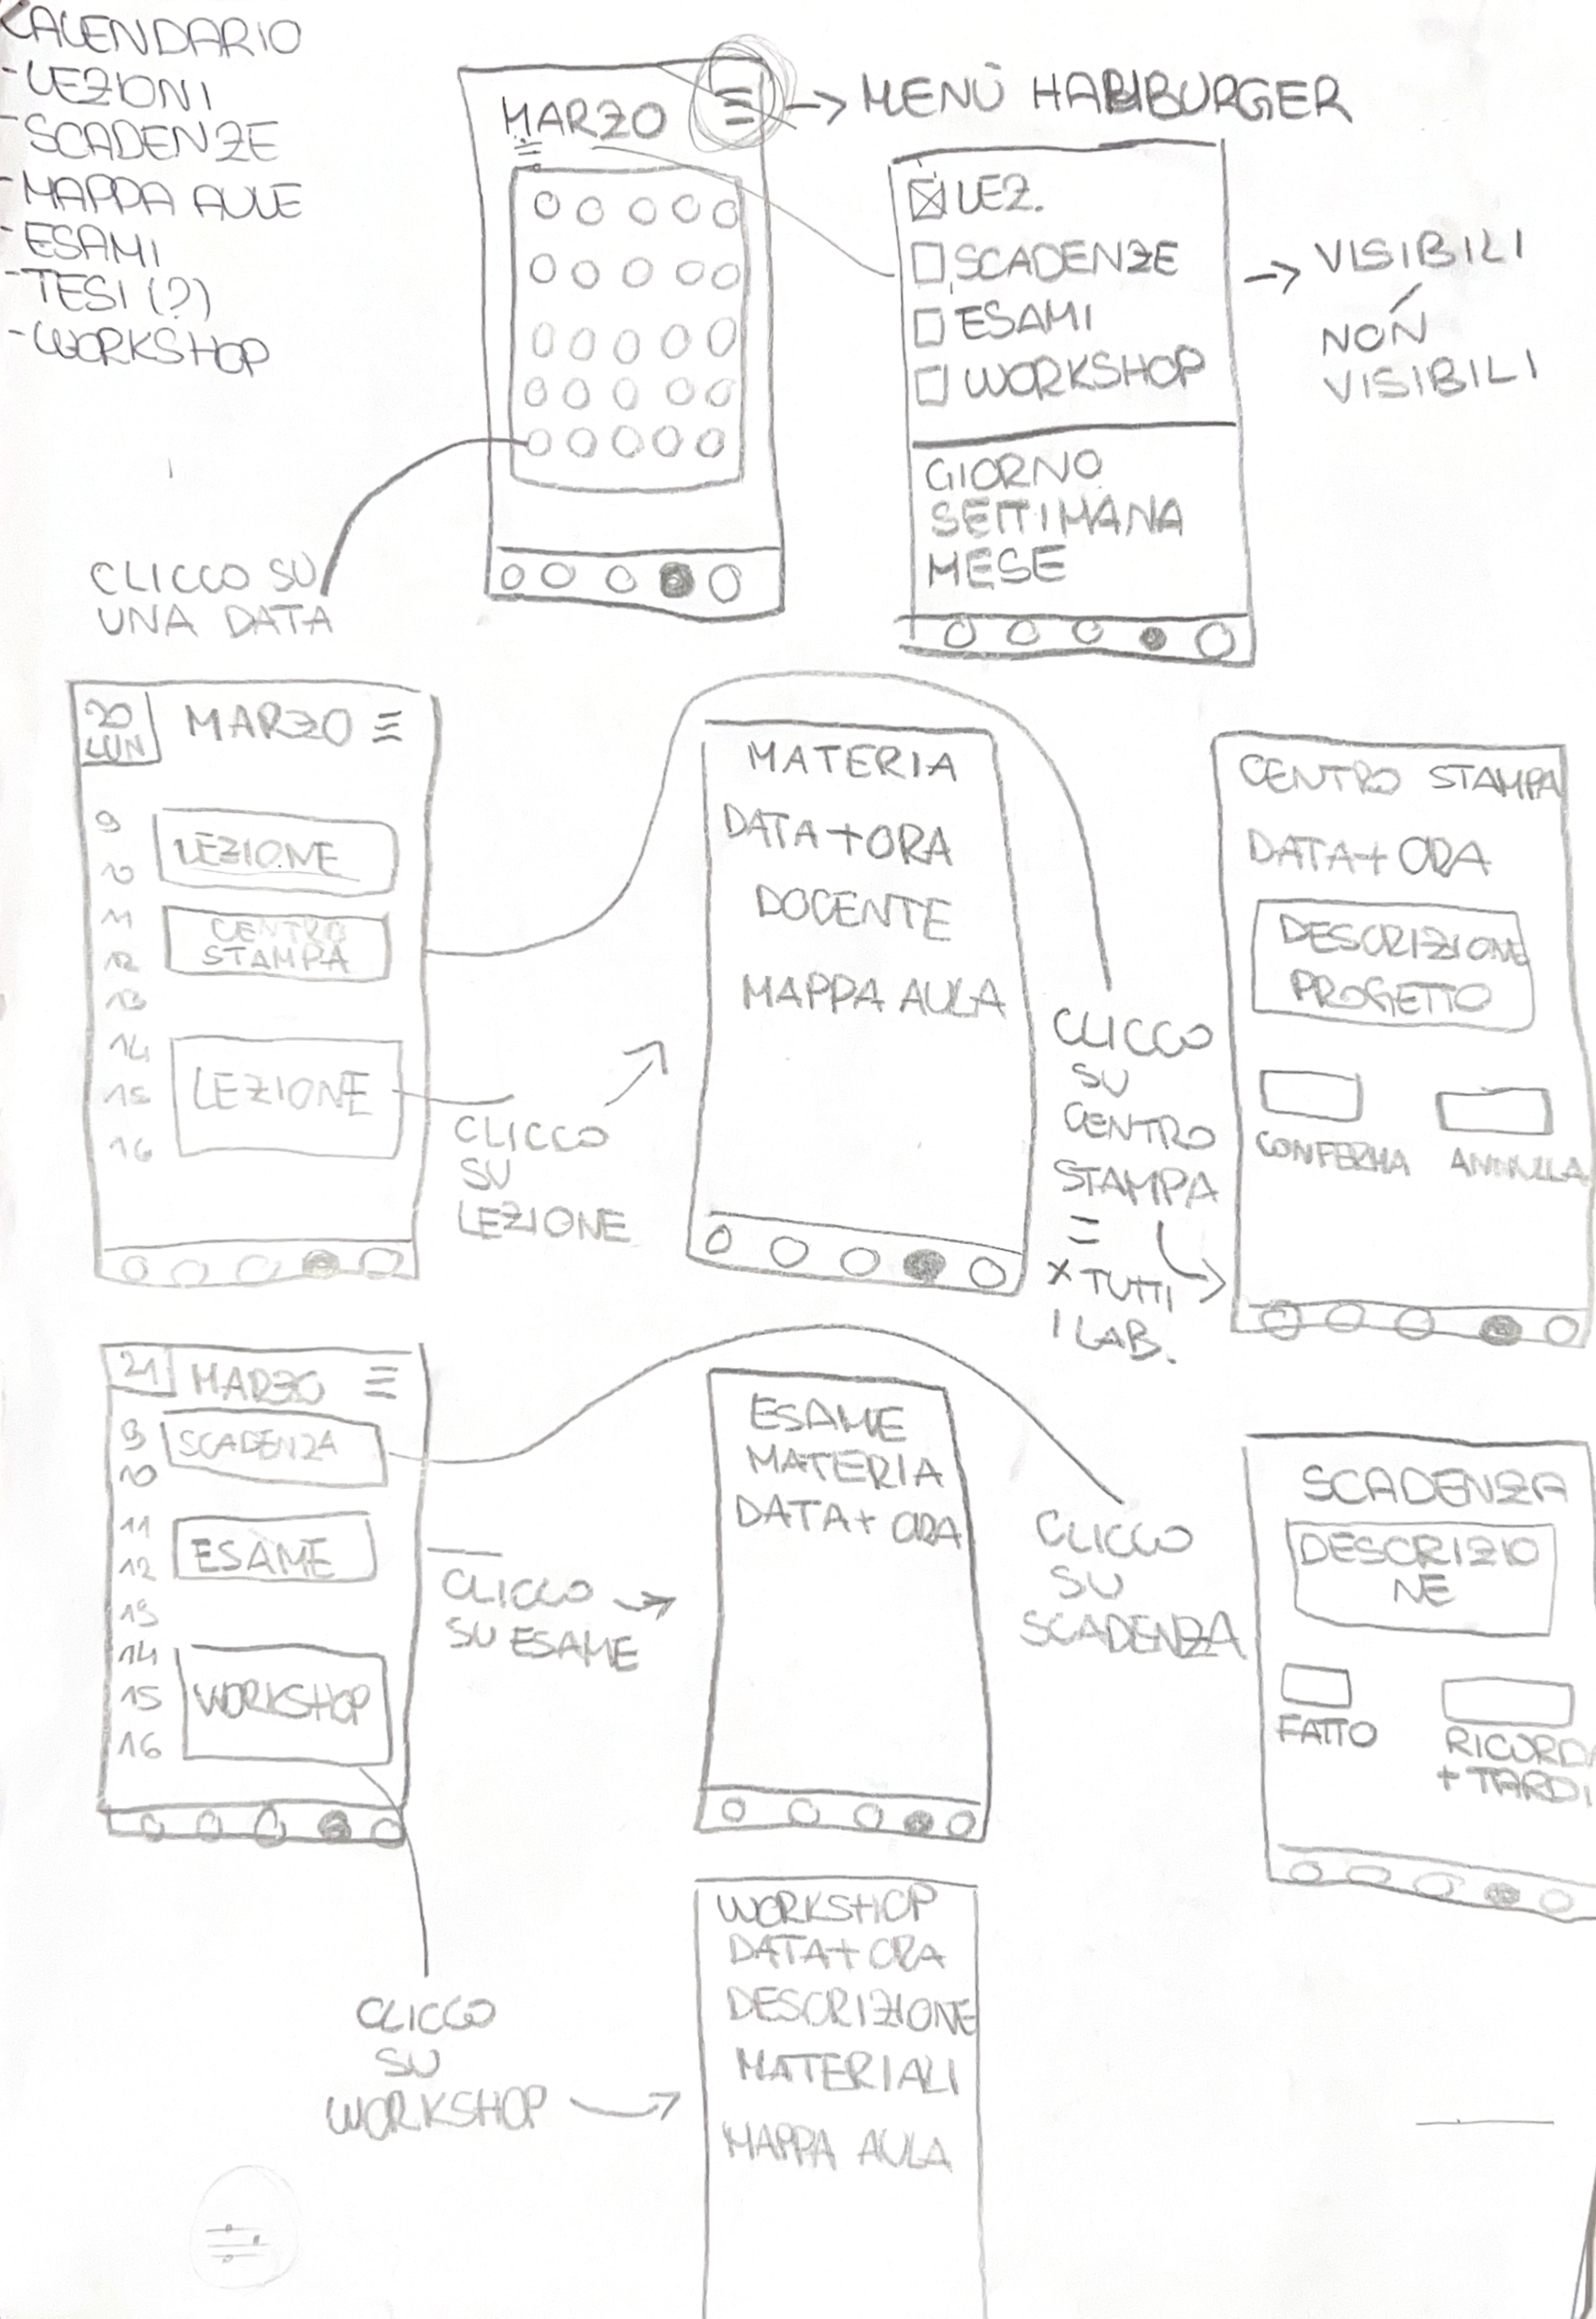 CALENDARIO
- LEZIONI
- SCADENZE
- MAPPA AULE
- ESAMI
- TESI (?)
- WORKSHOP
MARZO
→ MENÙ HABIBURGER
LEZ.
SCADENZE
ESAMI
WORKSHOP
→ VISIBILI
/
NON
VISIBILI
GIORNO
SETTIMANA
MESE
CLICCO SU
UNA DATA
20
LUN
MARZO
9
LEZIONE
10
11
CENTRO
STAMPA
12
13
14
15
LEZIONE
16
CLICCO
SU
LEZIONE
MATERIA
DATA + ORA
DOCENTE
MAPPA AULA
CLICCO
SU
CENTRO
STAMPA
=
X TUTTI
I LAB.
CENTRO STAMPA
DATA + ORA
DESCRIZIONE
PROGETTO
CONFERMA
ANNULLA
21
MARZO
9
SCADENZA
10
11
12
ESAME
13
14
15
WORKSHOP
16
CLICCO
SU ESAME
ESAME
MATERIA
DATA + ORA
CLICCO
SU
SCADENZA
SCADENZA
DESCRIZIO
NE
FATTO
RICORDA
+ TARDI
CLICCO
SU
WORKSHOP
WORKSHOP
DATA + ORA
DESCRIZIONE
MATERIALI
MAPPA AULA